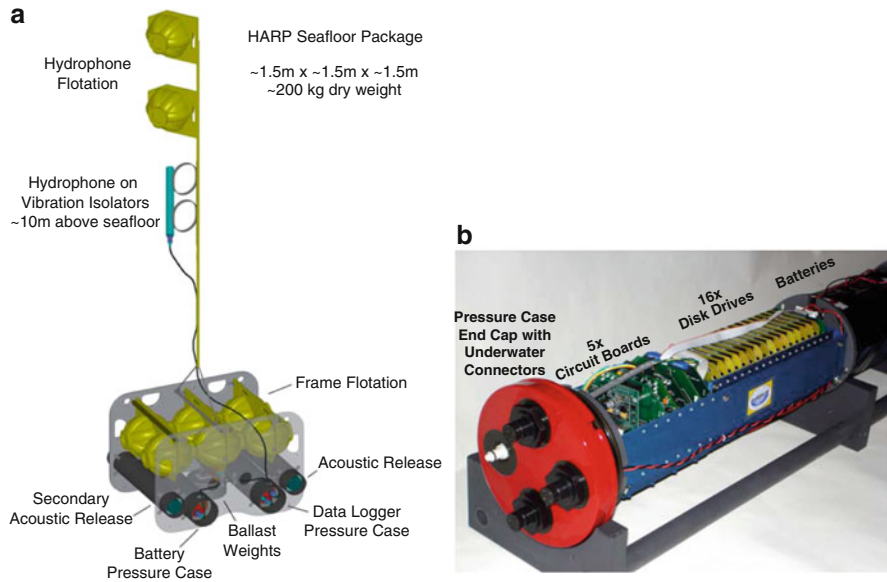 a
HARP Seafloor Package
~1.5m x ~1.5m x ~1.5m
~200 kg dry weight
Hydrophone
Flotation
Hydrophone on
Vibration Isolators
~10m above seafloor
Frame Flotation
Acoustic Release
Secondary
Acoustic Release
Data Logger
Pressure Case
Ballast
Weights
Battery
Pressure Case
b
Pressure Case
End Cap with
Underwater
Connectors
5x
Circuit Boards
16x
Disk Drives
Batteries